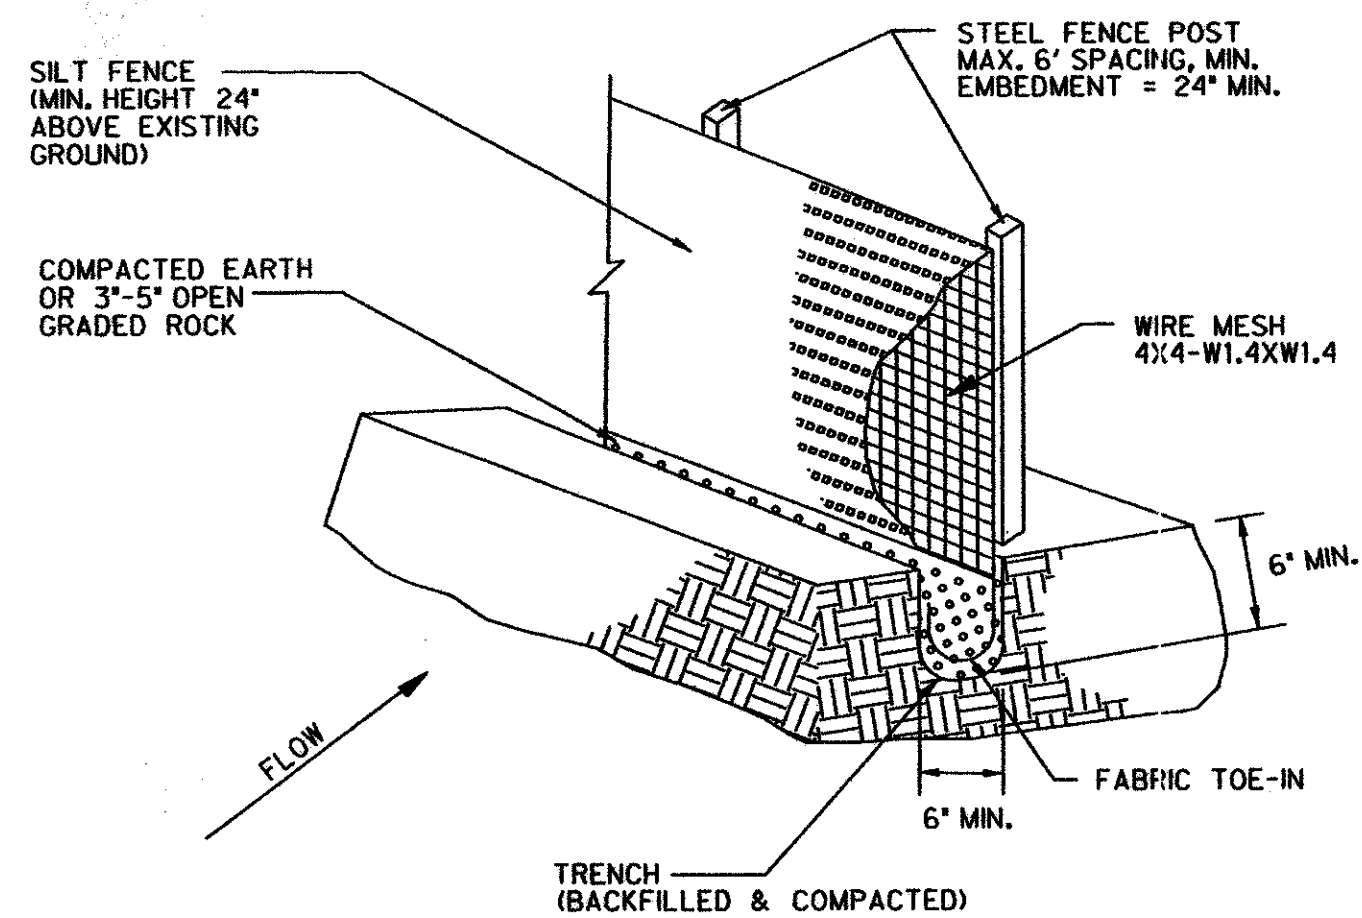 STEEL FENCE POST
MAX. 6' SPACING, MIN.
EMBEDMENT = 24" MIN.
SILT FENCE
(MIN. HEIGHT 24"
ABOVE EXISTING
GROUND)
COMPACTED EARTH
OR 3"-5" OPEN
GRADED ROCK
WIRE MESH
4X4-W1.4XW1.4
6" MIN.
FLOW
FABRIC TOE-IN
6" MIN.
TRENCH
(BACKFILLED & COMPACTED)